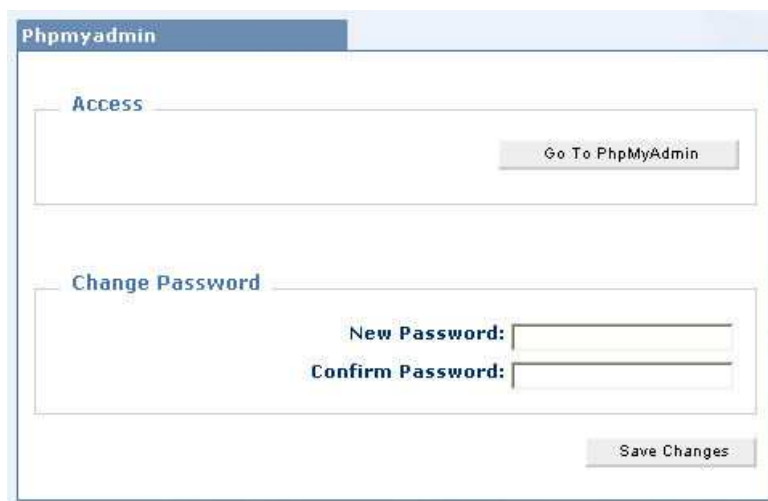 Phpmyadmin
Access
Go To PhpMyAdmin
Change Password
New Password:
Confirm Password:
Save Changes